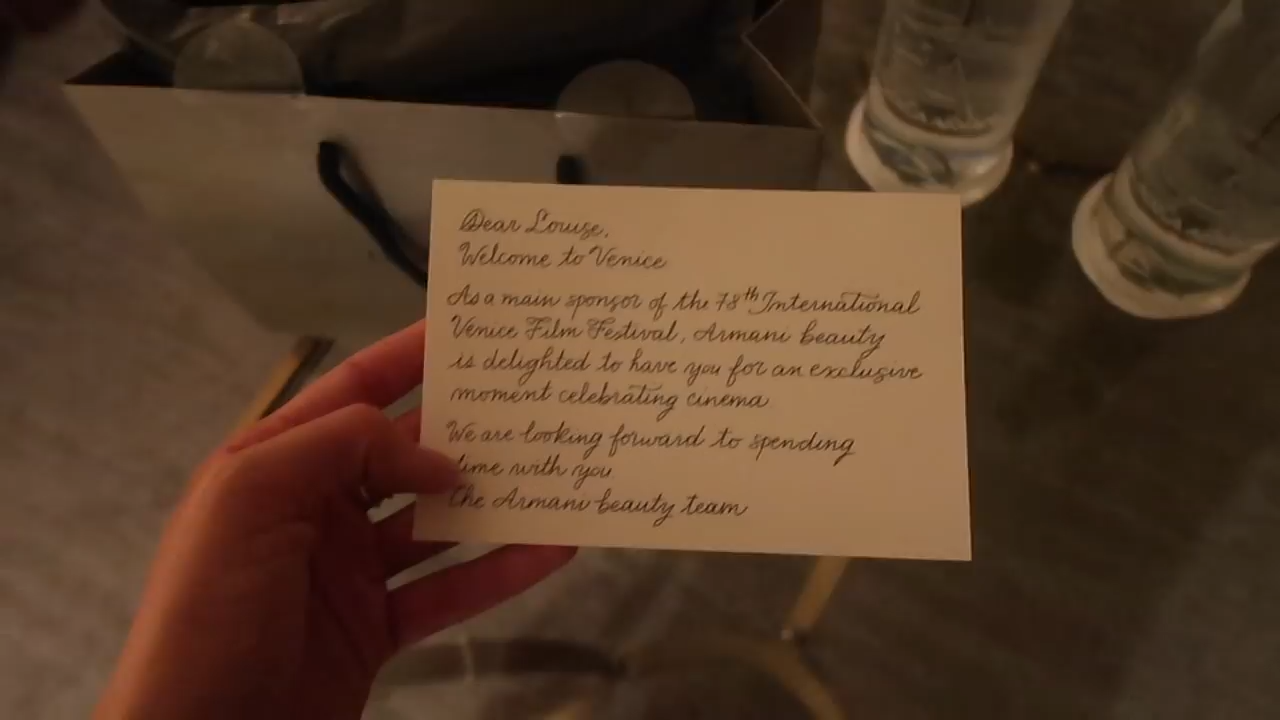 Dear Louise,
Welcome to Venice
As a main sponsor of the 78th International
Venice Film Festival, Armani beauty
is delighted to have you for an exclusive
moment celebrating cinema
We are looking forward to spending
time with you
The Armani beauty team